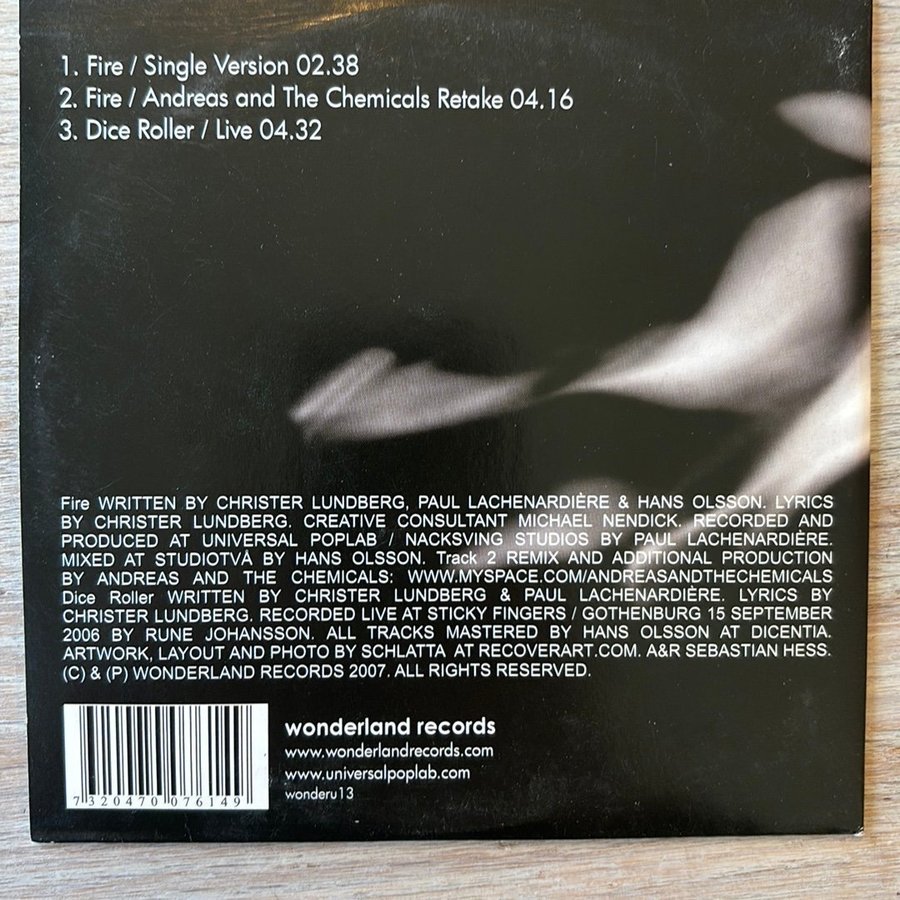 1. Fire / Single Version 02.38
2. Fire / Andreas and The Chemicals Retake 04.16
3. Dice Roller / Live 04.32
Fire WRITTEN BY CHRISTER LUNDBERG, PAUL LACHENARDIÈRE & HANS OLSSON. LYRICS
BY CHRISTER LUNDBERG. CREATIVE CONSULTANT MICHAEL NENDICK. RECORDED AND
PRODUCED AT UNIVERSAL POPLAB / NACKSVING STUDIOS BY PAUL LACHENARDIÈRE.
MIXED AT STUDIOTVÅ BY HANS OLSSON. Track 2 REMIX AND ADDITIONAL PRODUCTION
BY ANDREAS AND THE CHEMICALS: WWW.MYSPACE.COM/ANDREASANDTHECHEMICALS
Dice Roller WRITTEN BY CHRISTER LUNDBERG & PAUL LACHENARDIÈRE. LYRICS BY
CHRISTER LUNDBERG. RECORDED LIVE AT STICKY FINGERS / GOTHENBURG 15 SEPTEMBER
2006 BY RUNE JOHANSSON. ALL TRACKS MASTERED BY HANS OLSSON AT DICENTIA.
ARTWORK, LAYOUT AND PHOTO BY SCHLATTA AT RECOVERART.COM. A&R SEBASTIAN HESS.
(C) & (P) WONDERLAND RECORDS 2007. ALL RIGHTS RESERVED.
wonderland records
www.wonderlandrecords.com
www.universalpoplab.com
wonderu13
7 320470 076149